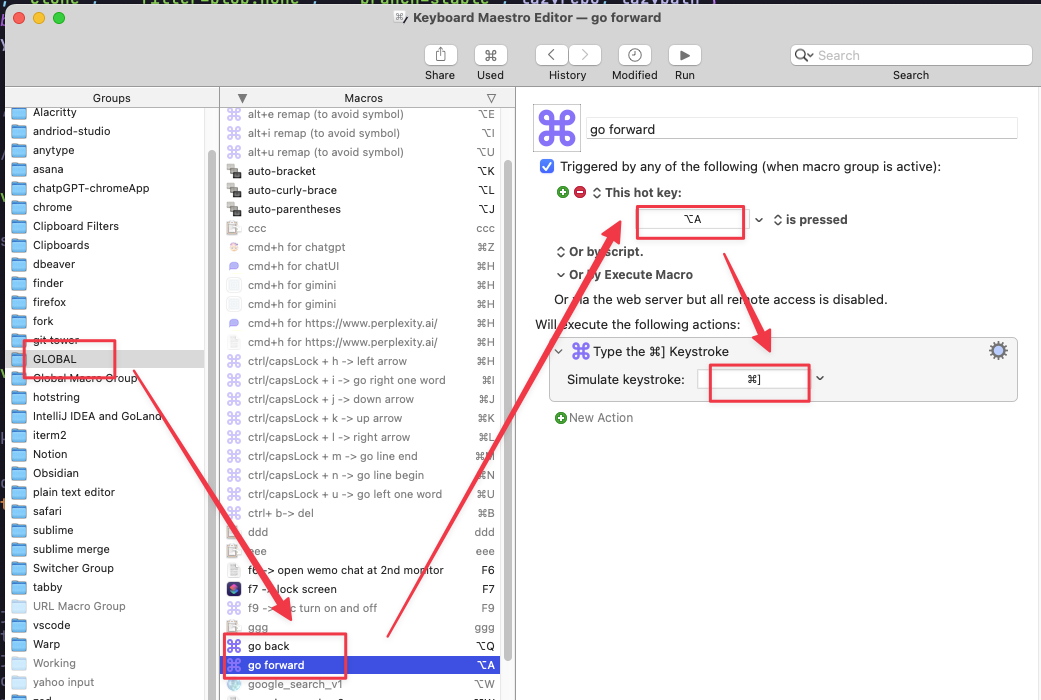 Keyboard Maestro Editor — go forward
Share
Used
History
Modified
Run
Search
Search
Groups
Alacritty
andriod-studio
anytype
asana
chatGPT-chromeApp
chrome
Clipboard Filters
Clipboards
dbeaver
finder
firefox
fork
git tower
GLOBAL
Global Macro Group
hotstring
IntelliJ IDEA and GoLand
iterm2
Notion
Obsidian
plain text editor
safari
sublime
sublime merge
Switcher Group
tabby
URL Macro Group
vscode
Warp
Working
yahoo input
Macros
alt+e remap (to avoid symbol) ⌥E
alt+i remap (to avoid symbol) ⌥I
alt+u remap (to avoid symbol) ⌥U
auto-bracket ⌥K
auto-curly-brace ⌥L
auto-parentheses ⌥J
ccc ccc
cmd+h for chatgpt ⌘Z
cmd+h for chatUI ⌘H
cmd+h for gimini ⌘H
cmd+h for gimini ⌘H
cmd+h for https://www.perplexity.ai/ ⌘H
cmd+h for https://www.perplexity.ai/ ⌘H
ctrl/capsLock + h -> left arrow ⌘H
ctrl/capsLock + i -> go right one word ⌘I
ctrl/capsLock + j -> down arrow ⌘J
ctrl/capsLock + k -> up arrow ⌘K
ctrl/capsLock + l -> right arrow ⌘L
ctrl/capsLock + m -> go line end ⌘M
ctrl/capsLock + n -> go line begin ⌘N
ctrl/capsLock + u -> go left one word ⌘U
ctrl+ b-> del ⌘B
ddd ddd
eee eee
f6 -> open wemo chat at 2nd monitor F6
f7 -> lock screen F7
f9 -> turn on and off F9
ggg ggg
go back ⌥Q
go forward ⌥A
google_search_v1 ⌥W
go forward
Triggered by any of the following (when macro group is active):
This hot key:
⌥A is pressed
Or by script.
Or by Execute Macro
Or via the web server but all remote access is disabled.
Will execute the following actions:
Type the ⌘] Keystroke
Simulate keystroke: ⌘]
New Action